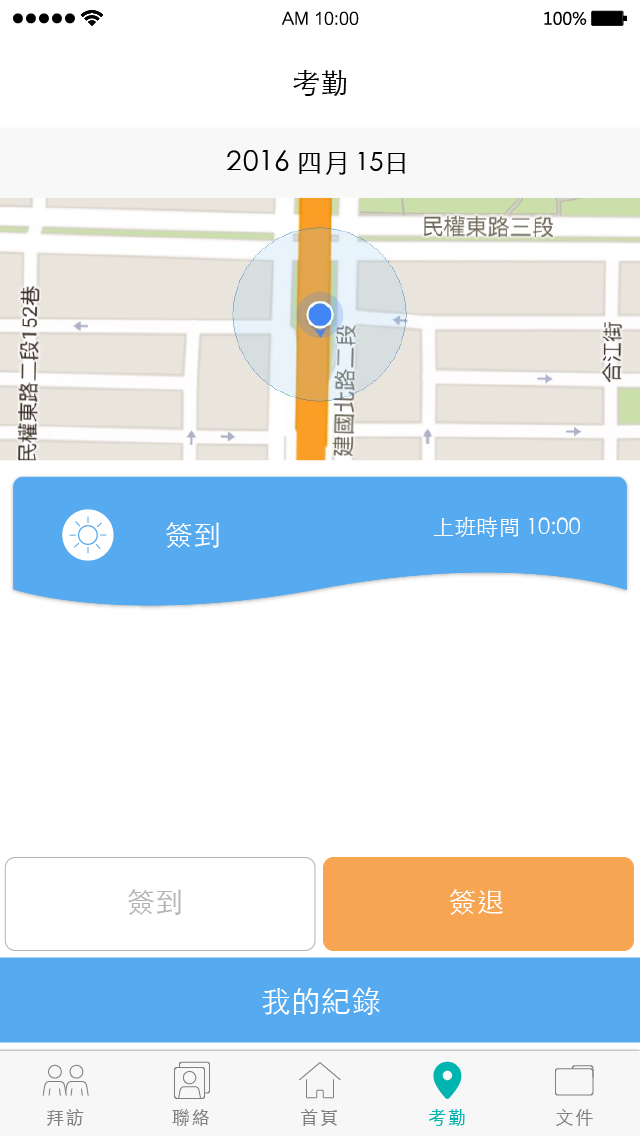 AM 10:00
100%
考勤
2016 四月 15日
民權東路三段
民權東路二段152巷
建國北路二段
合江街
簽到
上班時間 10:00
簽到
簽退
我的紀錄
拜訪
聯絡
首頁
考勤
文件